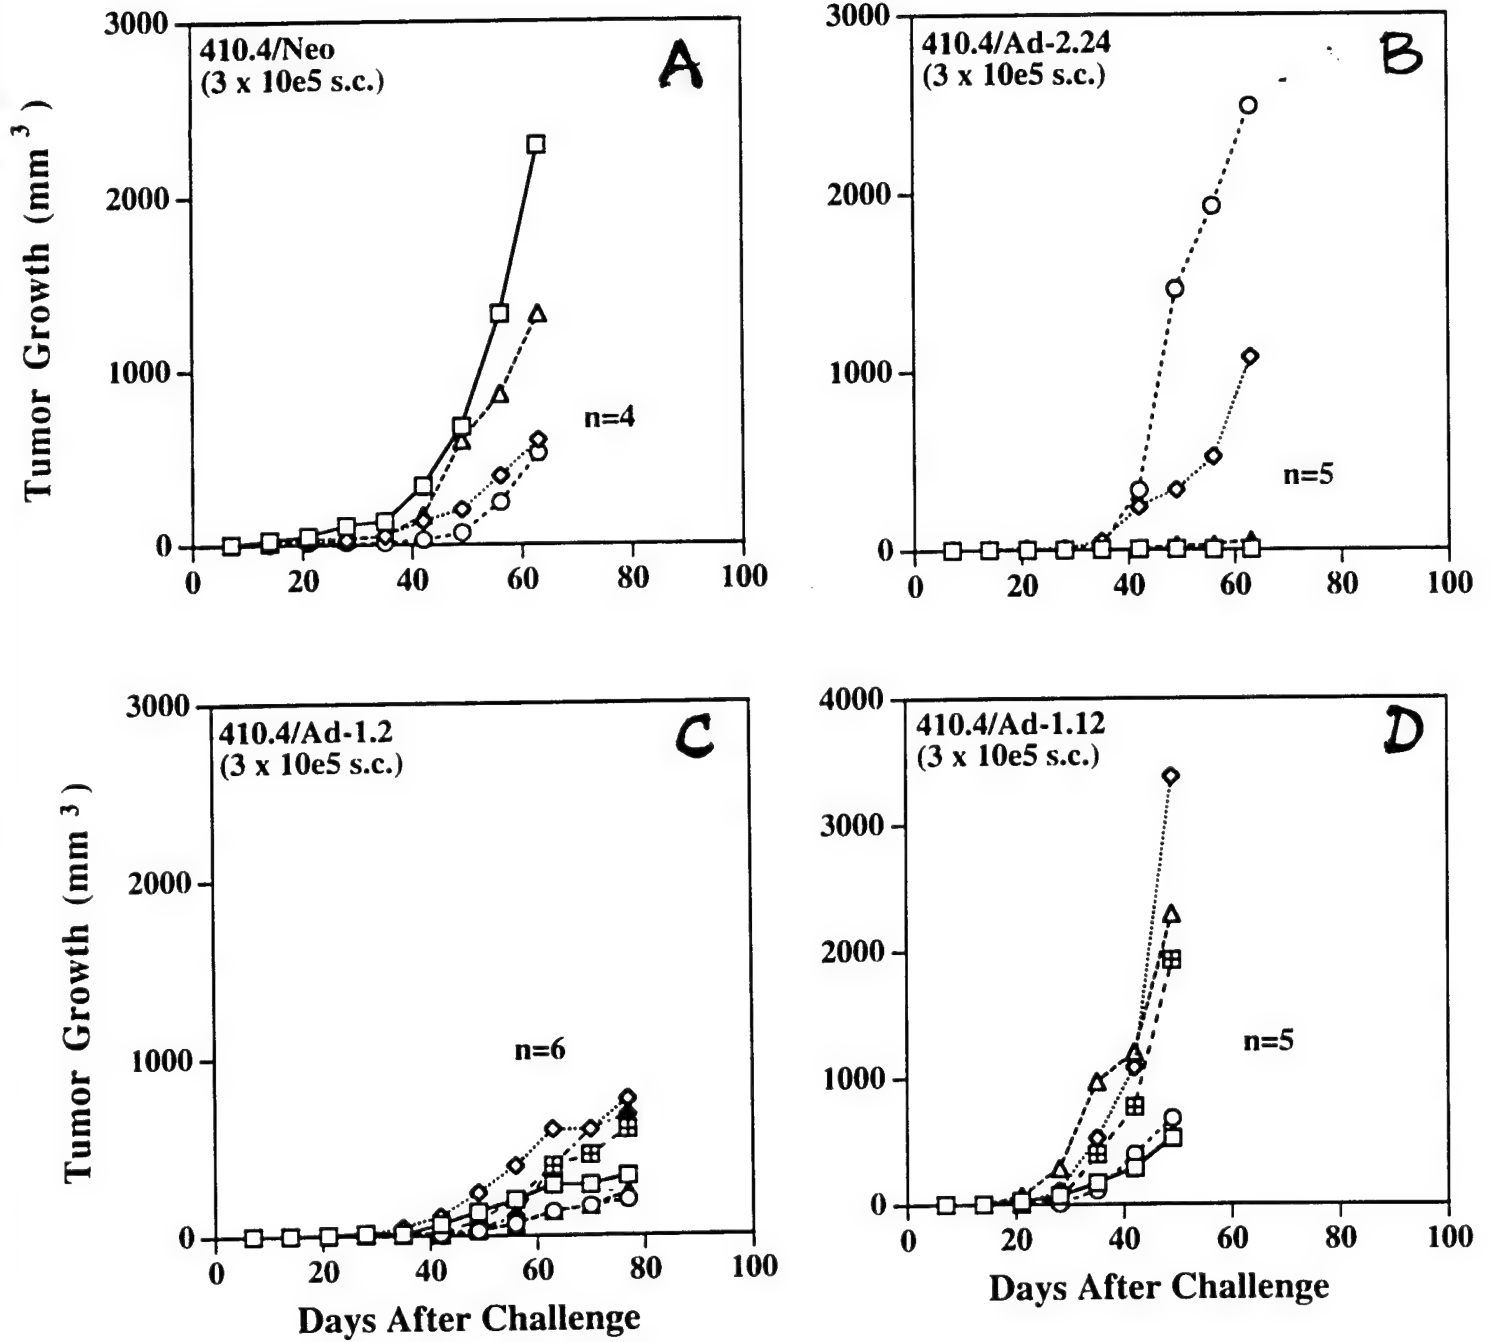 3000
410.4/Neo
(3 x 10e5 s.c.)
A
2000
1000
0
n=4
0 20 40 60 80 100
Tumor Growth (mm 3 )
3000
410.4/Ad-2.24
(3 x 10e5 s.c.)
B
2000
1000
0
n=5
0 20 40 60 80 100
3000
410.4/Ad-1.2
(3 x 10e5 s.c.)
C
2000
1000
0
n=6
0 20 40 60 80 100
Tumor Growth (mm 3 )
Days After Challenge
4000
410.4/Ad-1.12
(3 x 10e5 s.c.)
D
3000
2000
1000
0
n=5
0 20 40 60 80 100
Days After Challenge